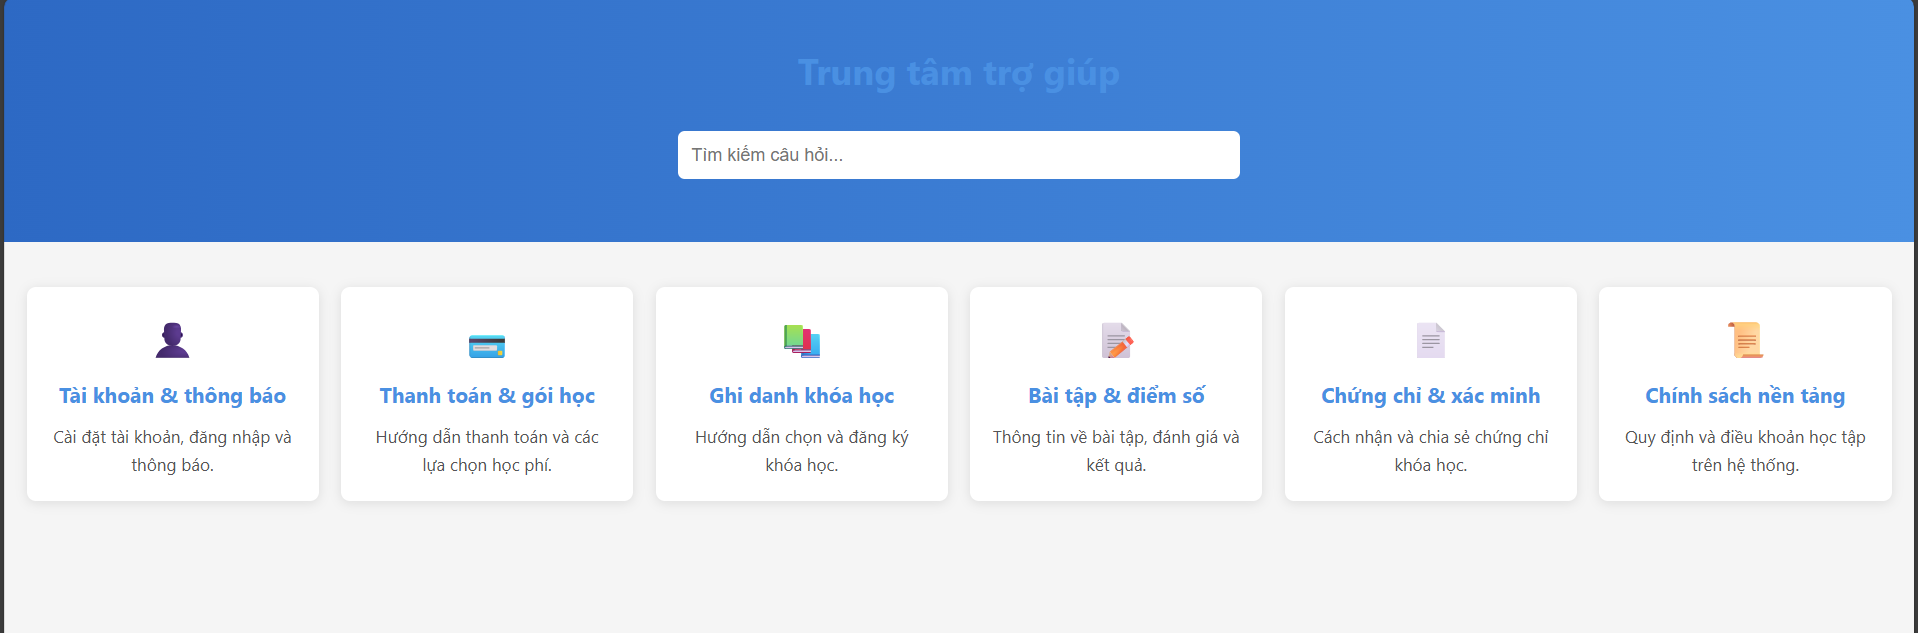 Trung tâm trợ giúp
Tìm kiếm câu hỏi...
Tài khoản & thông báo
Cài đặt tài khoản, đăng nhập và
thông báo.
Thanh toán & gói học
Hướng dẫn thanh toán và các
lựa chọn học phí.
Ghi danh khóa học
Hướng dẫn chọn và đăng ký
khóa học.
Bài tập & điểm số
Thông tin về bài tập, đánh giá và
kết quả.
Chứng chỉ & xác minh
Cách nhận và chia sẻ chứng chỉ
khóa học.
Chính sách nền tảng
Quy định và điều khoản học tập
trên hệ thống.